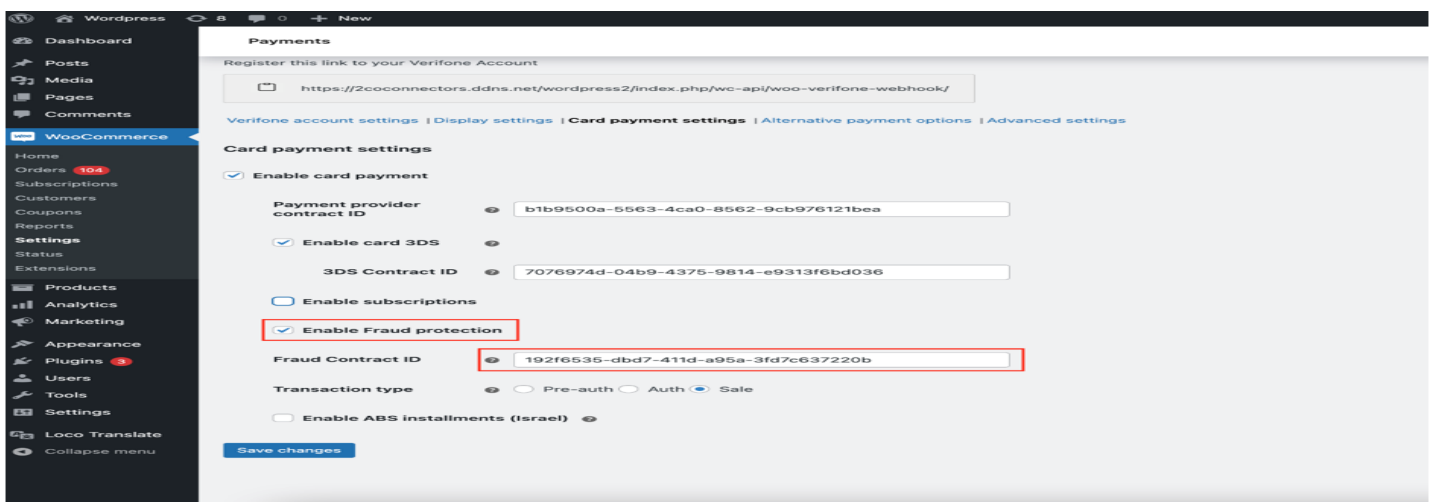 Wordpress 8 0 + New
Dashboard
Posts
Media
Pages
Comments
WooCommerce
Home
Orders 104
Subscriptions
Customers
Coupons
Reports
Settings
Status
Extensions
Products
Analytics
Marketing
Appearance
Plugins 3
Users
Tools
Settings
Loco Translate
Collapse menu
Payments
Register this link to your Verifone Account
https://2coconnectors.ddns.net/wordpress2/index.php/wc-api/woo-verifone-webhook/
Verifone account settings | Display settings | Card payment settings | Alternative payment options | Advanced settings
Card payment settings
Enable card payment
Payment provider
contract ID
b1b9500a-5563-4ca0-8562-9cb976121bea
Enable card 3DS
3DS Contract ID 7076974d-04b9-4375-9814-e9313f6bd036
Enable subscriptions
Enable Fraud protection
Fraud Contract ID 192f6535-dbd7-411d-a95a-3fd7c637220b
Transaction type Pre-auth Auth Sale
Enable ABS installments (Israel)
Save changes